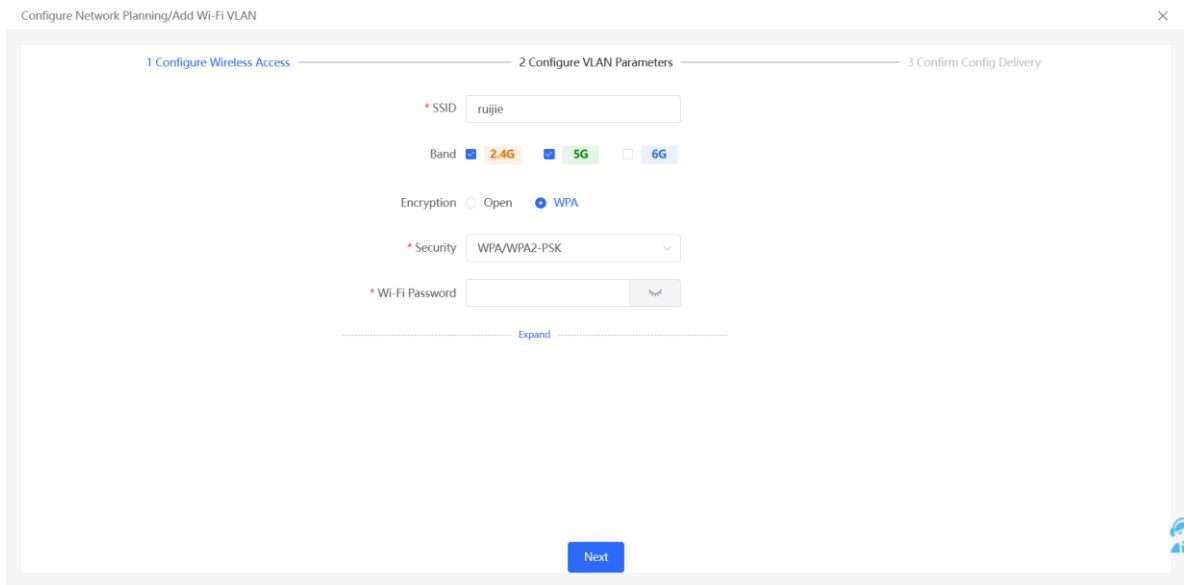 Configure Network Planning/Add Wi-Fi VLAN
1 Configure Wireless Access 2 Configure VLAN Parameters 3 Confirm Config Delivery
* SSID ruijie
Band 2.4G 5G 6G
Encryption Open WPA
* Security WPA/WPA2-PSK
* Wi-Fi Password
Expand
Next